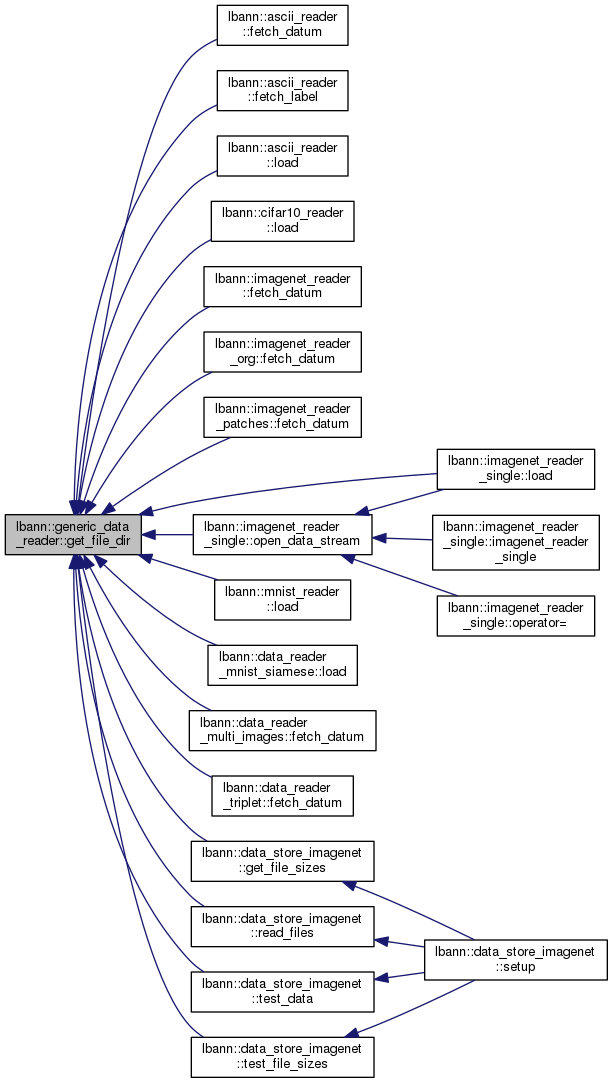 lbann::ascii_reader
::fetch_datum
lbann::ascii_reader
::fetch_label
lbann::ascii_reader
::load
lbann::cifar10_reader
::load
lbann::imagenet_reader
::fetch_datum
lbann::imagenet_reader
_org::fetch_datum
lbann::imagenet_reader
_patches::fetch_datum
lbann::imagenet_reader
_single::load
lbann::generic_data
_reader::get_file_dir
lbann::imagenet_reader
_single::open_data_stream
lbann::imagenet_reader
_single::imagenet_reader
_single
lbann::mnist_reader
::load
lbann::imagenet_reader
_single::operator=
lbann::data_reader
_mnist_siamese::load
lbann::data_reader
_multi_images::fetch_datum
lbann::data_reader
_triplet::fetch_datum
lbann::data_store_imagenet
::get_file_sizes
lbann::data_store_imagenet
::read_files
lbann::data_store_imagenet
::setup
lbann::data_store_imagenet
::test_data
lbann::data_store_imagenet
::test_file_sizes